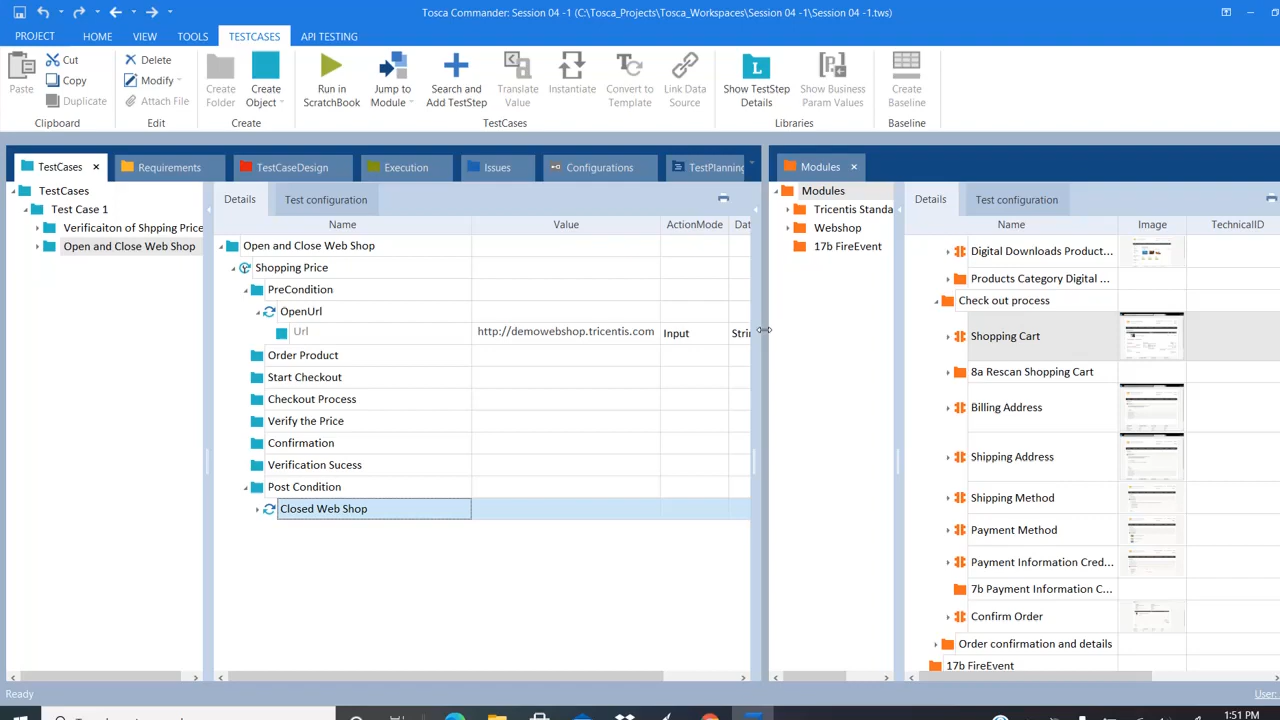 Tosca Commander: Session 04 -1 (C:\Tosca_Projects\Tosca_Workspaces\Session 04 -1\Session 04 -1.tws)
PROJECT HOME VIEW TOOLS TESTCASES API TESTING
Paste
Cut
Copy
Duplicate
Clipboard
Delete
Modify
Attach File
Edit
Create Folder
Create Object
Create
Run in ScratchBook
Jump to Module
Search and Add TestStep
Translate Value
Instantiate
Convert to Template
Link Data Source
TestCases
Show TestStep Details
Show Business Param Values
Libraries
Create Baseline
Baseline
TestCases × Requirements TestCaseDesign Execution Issues Configurations TestPlanning
TestCases
Test Case 1
Verificaiton of Shpping Price
Open and Close Web Shop
Details Test configuration
Name Value ActionMode Dat
Open and Close Web Shop
Shopping Price
PreCondition
OpenUrl
Url http://demowebshop.tricentis.com Input Strin
Order Product
Start Checkout
Checkout Process
Verify the Price
Confirmation
Verification Sucess
Post Condition
Closed Web Shop
Modules ×
Modules
Tricentis Standa
Webshop
17b FireEvent
Details Test configuration
Name Image TechnicalID
Digital Downloads Product...
Products Category Digital ...
Check out process
Shopping Cart
8a Rescan Shopping Cart
Billing Address
Shipping Address
Shipping Method
Payment Method
Payment Information Cred...
7b Payment Information C...
Confirm Order
Order confirmation and details
17b FireEvent
Ready User:
1:51 PM